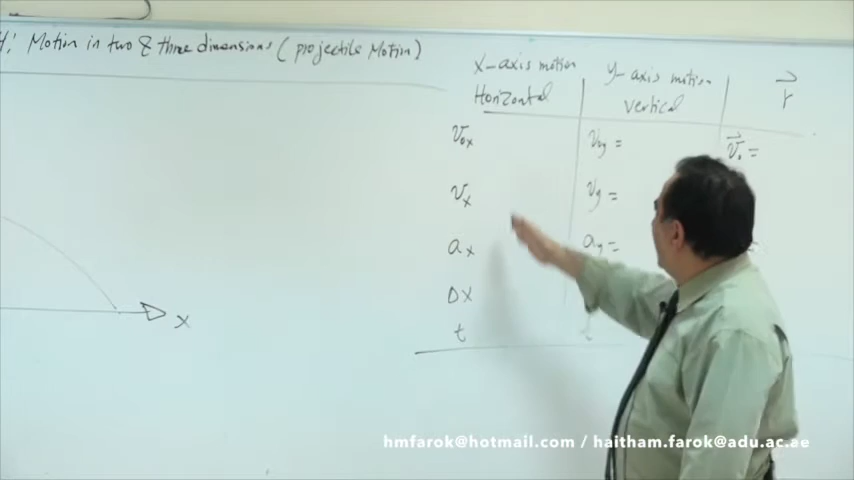 4: Motion in two & three dimensions (projectile Motion)
x-axis motion
Horizontal
y-axis motion
vertical
r
v₀ₓ
v₀y =
v₀ =
vₓ
vy =
aₓ
ay =
Δx
t
x
hmfarok@hotmail.com / haitham.farok@adu.ac.ae